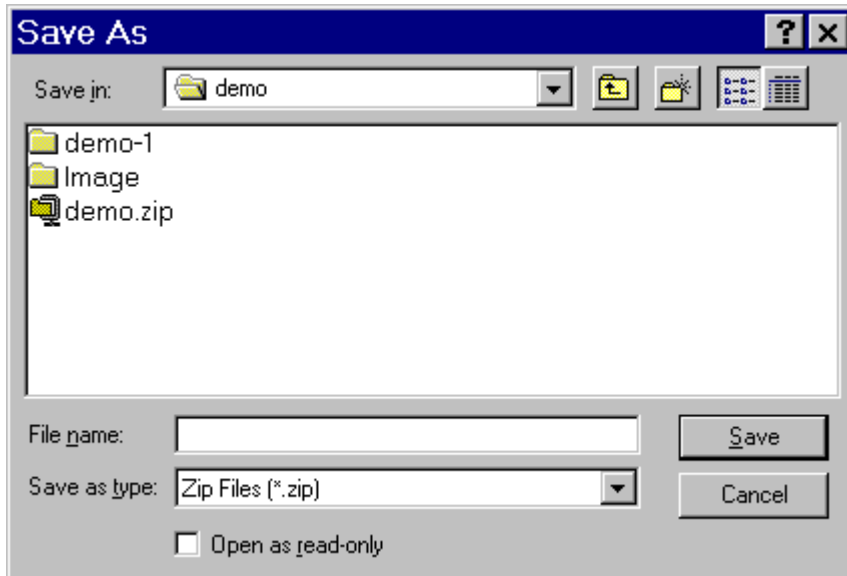 Save As
Save in: demo
demo-1
Image
demo.zip
File name: Save
Save as type: Zip Files (*.zip) Cancel
Open as read-only